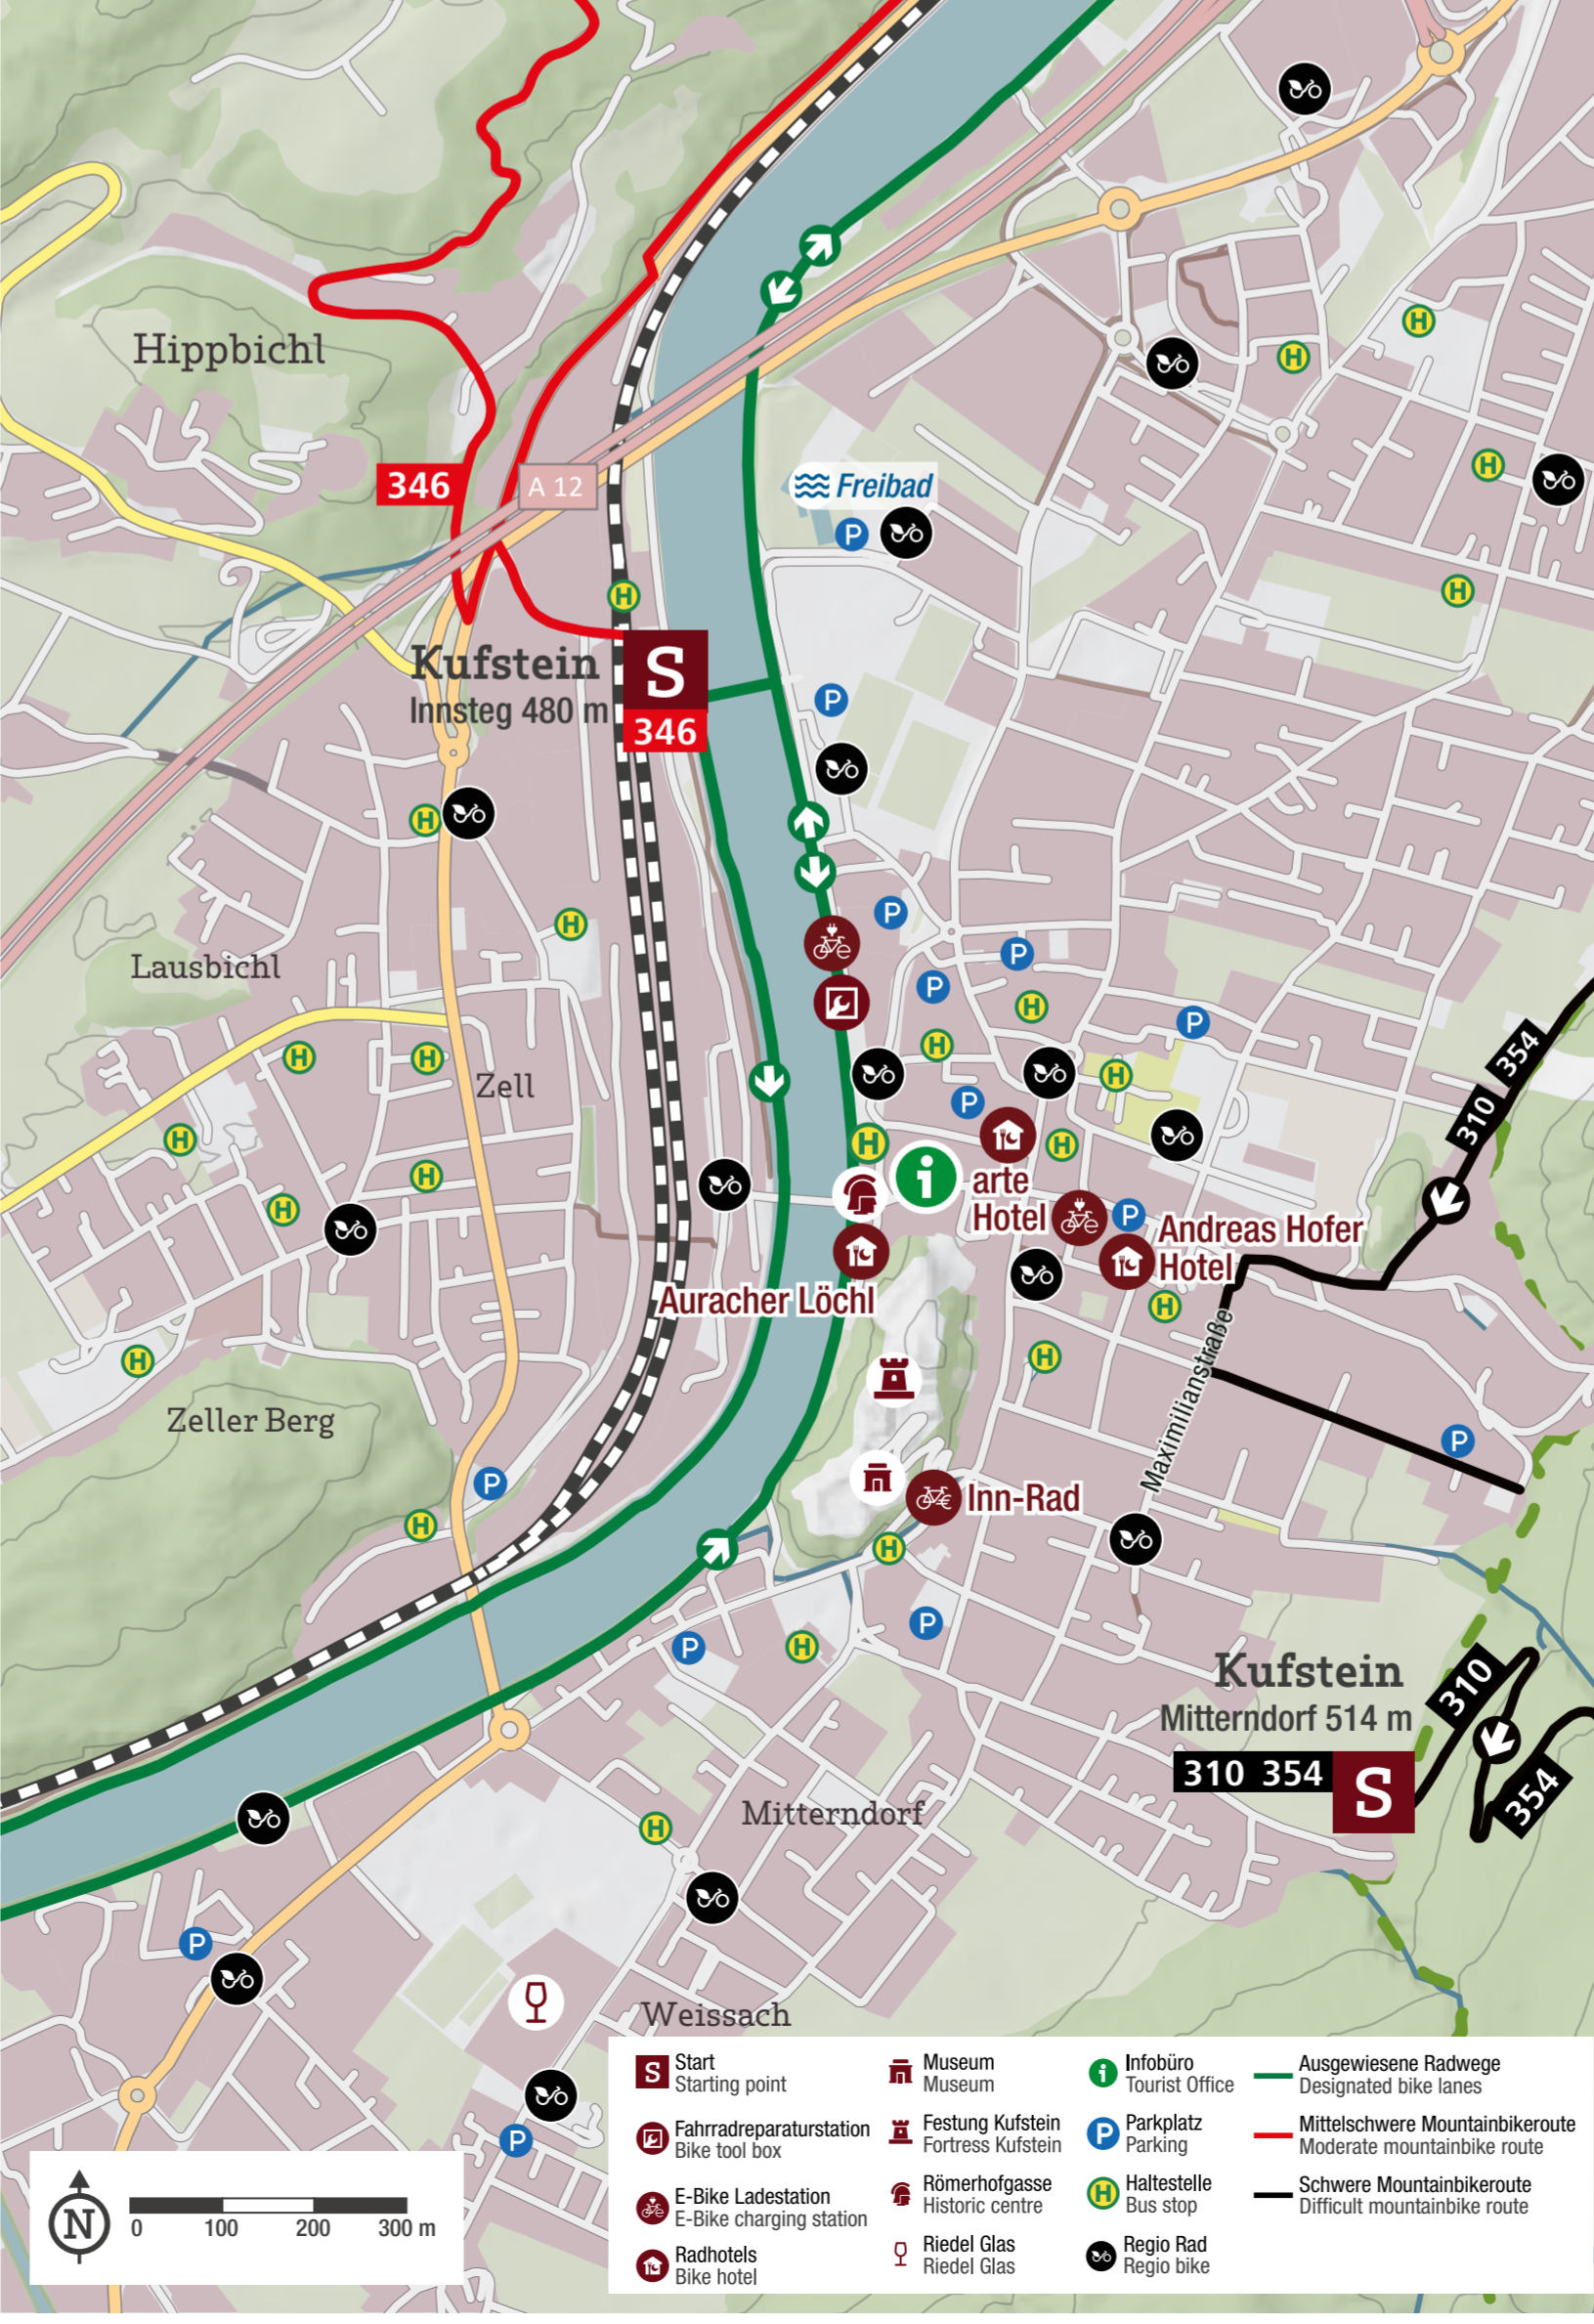 Hippbichl
346
A 12
Freibad
P
H
Kufstein
Innsteg 480 m
S
346
Lausbichl
Zell
354
310
i
arte
Hotel
Andreas Hofer
Hotel
Auracher Löchl
Maximilianstraße
Zeller Berg
Inn-Rad
Kufstein
Mitterndorf 514 m
310 354
S
310
354
Mitterndorf
Weissach
S
Start
Starting point
Fahrradreparaturstation
Bike tool box
E-Bike Ladestation
E-Bike charging station
Radhotels
Bike hotel
Museum
Museum
Festung Kufstein
Fortress Kufstein
Römerhofgasse
Historic centre
Riedel Glas
Riedel Glas
i
Infobüro
Tourist Office
P
Parkplatz
Parking
H
Haltestelle
Bus stop
Regio Rad
Regio bike
Ausgewiesene Radwege
Designated bike lanes
Mittelschwere Mountainbikeroute
Moderate mountainbike route
Schwere Mountainbikeroute
Difficult mountainbike route
N
0 100 200 300 m